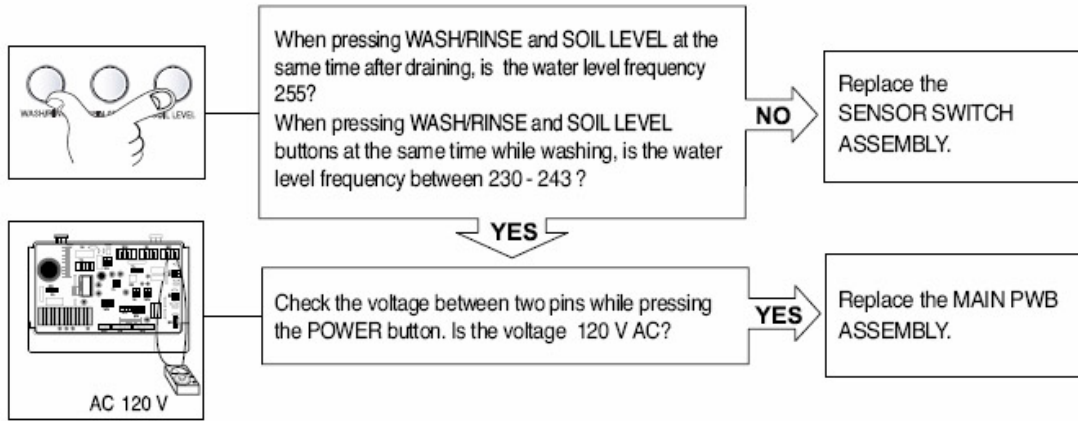 When pressing WASH/RINSE and SOIL LEVEL at the
same time after draining, is the water level frequency
255?
When pressing WASH/RINSE and SOIL LEVEL
buttons at the same time while washing, is the water
level frequency between 230 - 243 ?
NO
Replace the
SENSOR SWITCH
ASSEMBLY.
SOIL LEVEL
YES
Check the voltage between two pins while pressing
the POWER button. Is the voltage 120 V AC?
YES
Replace the MAIN PWB
ASSEMBLY.
AC 120 V